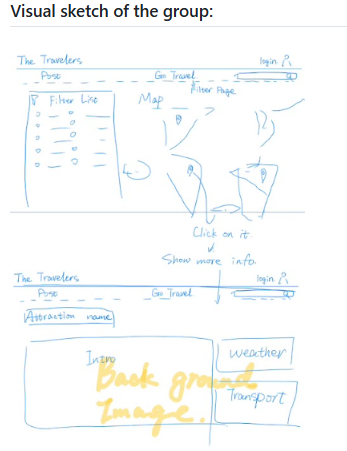 Visual sketch of the group:
The Travelers login
Post Go Travel
Filter Page
Filter List Map
Click on it
Show more info.
The Travelers login
Post Go Travel
Attraction name
Intro weather
Back ground
Image.
Transport